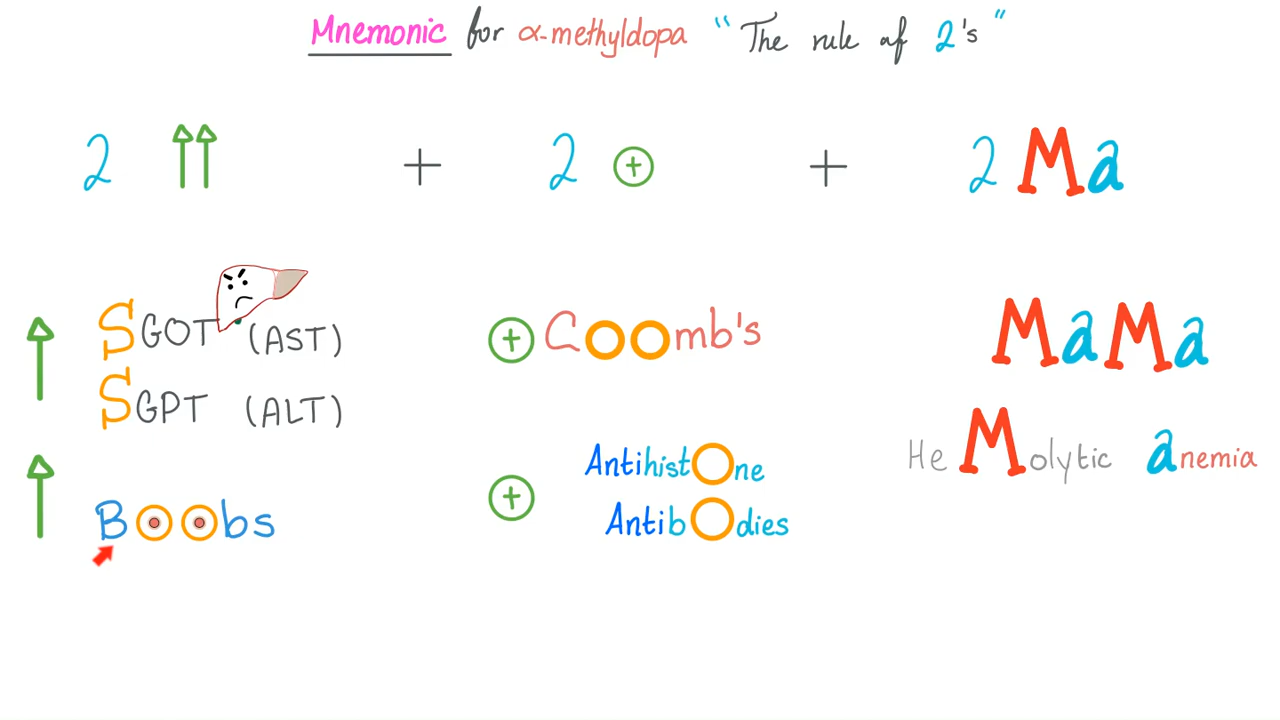 Mnemonic for α-methyldopa "The rule of 2's"
2 ↑↑ + 2 ⊕ + 2 Ma
↑ SGOT (AST)
SGPT (ALT)
↑ BOObs
⊕ COOmb's
⊕ AntihistOne
AntibOdies
MaMa
HeMolytic anemia